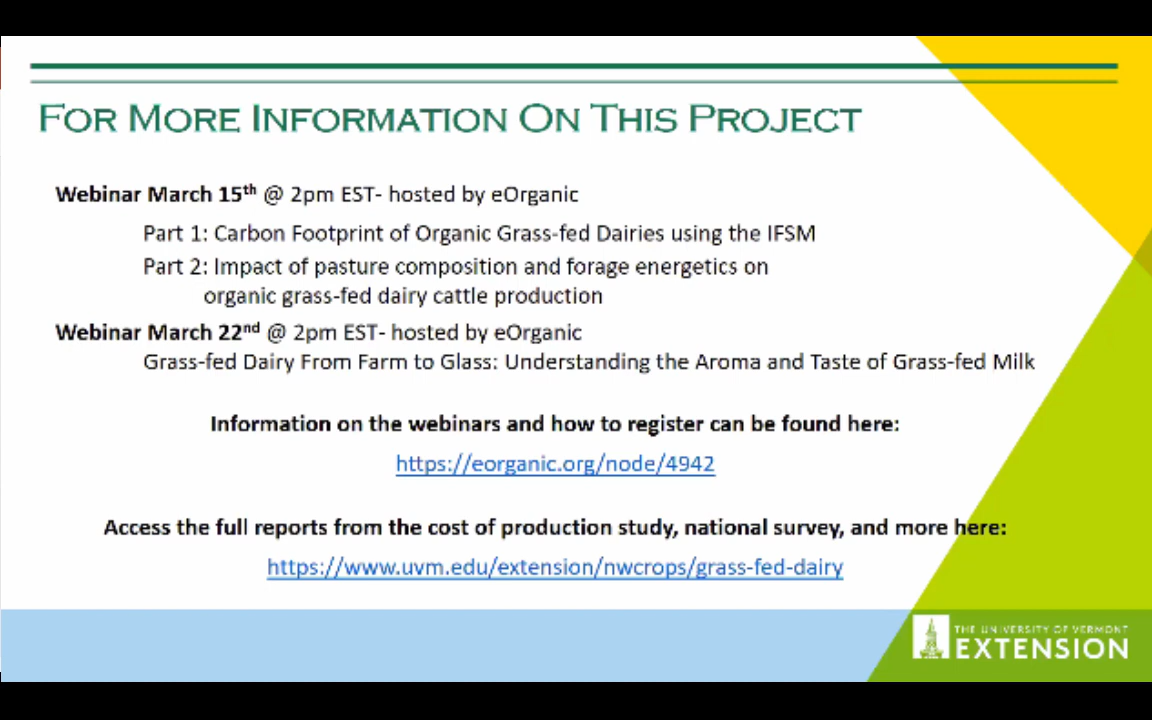 FOR MORE INFORMATION ON THIS PROJECT
Webinar March 15th @ 2pm EST- hosted by eOrganic
Part 1: Carbon Footprint of Organic Grass-fed Dairies using the IFSM
Part 2: Impact of pasture composition and forage energetics on
organic grass-fed dairy cattle production
Webinar March 22nd @ 2pm EST- hosted by eOrganic
Grass-fed Dairy From Farm to Glass: Understanding the Aroma and Taste of Grass-fed Milk
Information on the webinars and how to register can be found here:
https://eorganic.org/node/4942
Access the full reports from the cost of production study, national survey, and more here:
https://www.uvm.edu/extension/nwcrops/grass-fed-dairy
THE UNIVERSITY OF VERMONT
EXTENSION